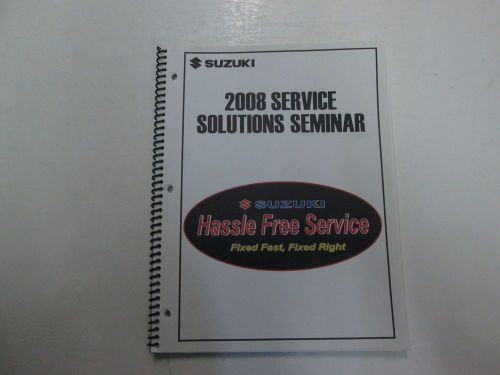 SUZUKI
2008 SERVICE
SOLUTIONS SEMINAR
SUZUKI
Hassle Free Service
Fixed Fast, Fixed Right